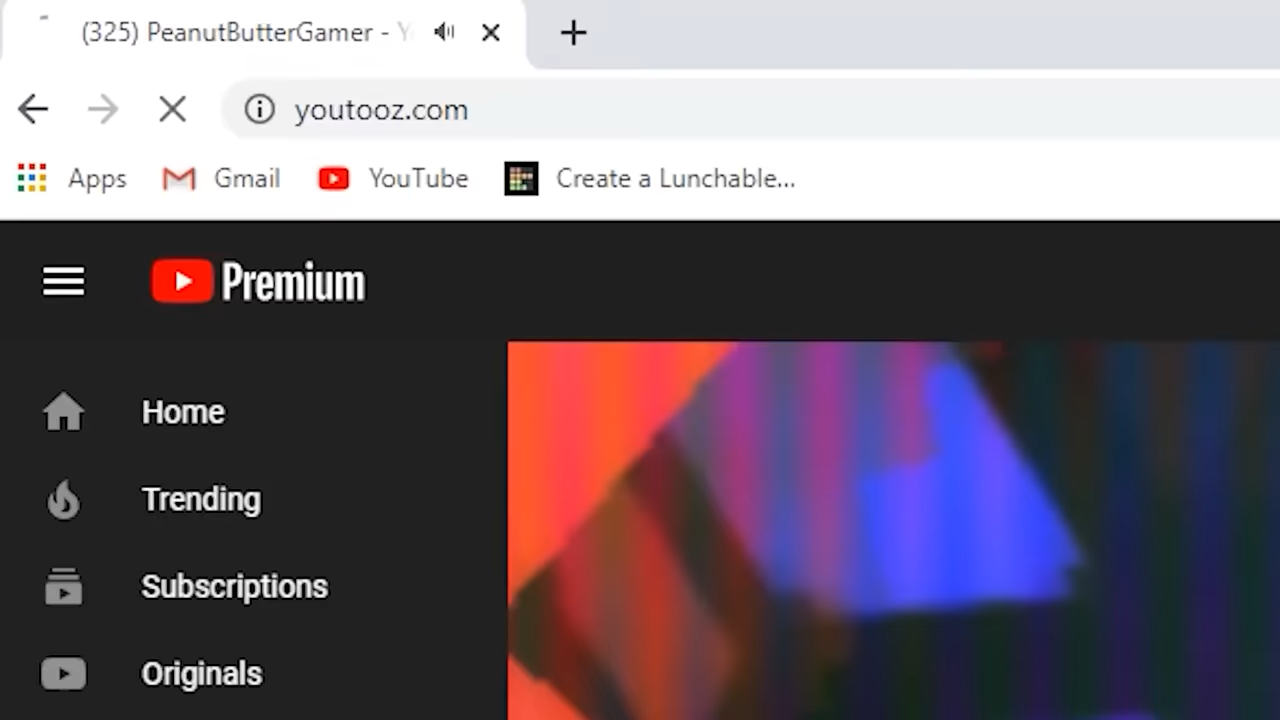 (325) PeanutButterGamer - Y
youtooz.com
Apps Gmail YouTube Create a Lunchable...
Premium
Home
Trending
Subscriptions
Originals